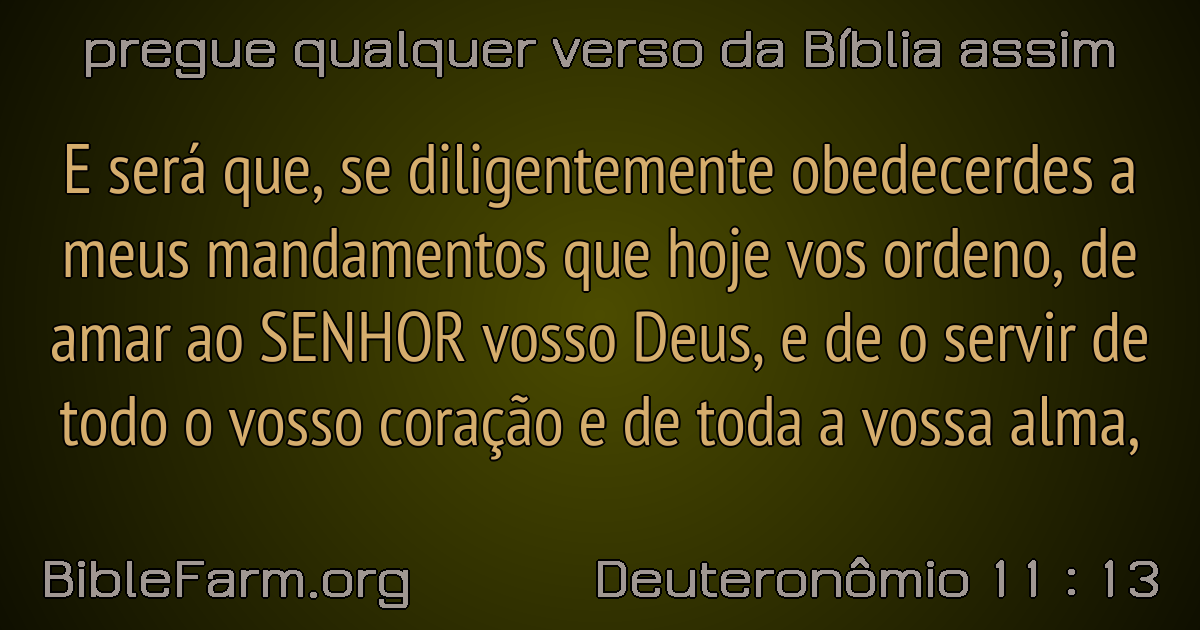 pregue qualquer verso da Bíblia assim
E será que, se diligentemente obedecerdes a
meus mandamentos que hoje vos ordeno, de
amar ao SENHOR vosso Deus, e de o servir de
todo o vosso coração e de toda a vossa alma,
BibleFarm.org
Deuteronômio 11 : 13